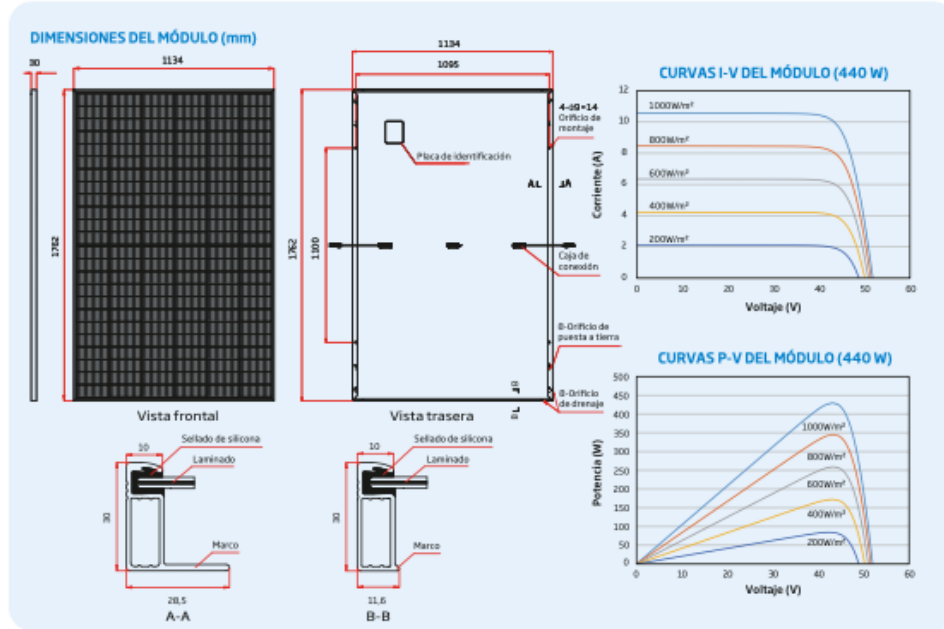 DIMENSIONES DEL MÓDULO (mm)
30
1134
1762
Vista frontal
1134
1095
4-ø9×14
Orificio de
montaje
Placa de identificación
A
A
1762
1100
Caja de
conexión
8-Orificio de
puesta a tierra
B
B
8-Orificio
de drenaje
Vista trasera
10
Sellado de silicona
Laminado
30
Marco
28,5
A-A
10
Sellado de silicona
Laminado
30
Marco
11,6
B-B
CURVAS I-V DEL MÓDULO (440 W)
Corriente (A)
12
10
8
6
4
2
0
1000W/m²
800W/m²
600W/m²
400W/m²
200W/m²
0 10 20 30 40 50 60
Voltaje (V)
CURVAS P-V DEL MÓDULO (440 W)
Potencia (W)
500
450
400
350
300
250
200
150
100
50
0
1000W/m²
800W/m²
600W/m²
400W/m²
200W/m²
0 10 20 30 40 50 60
Voltaje (V)